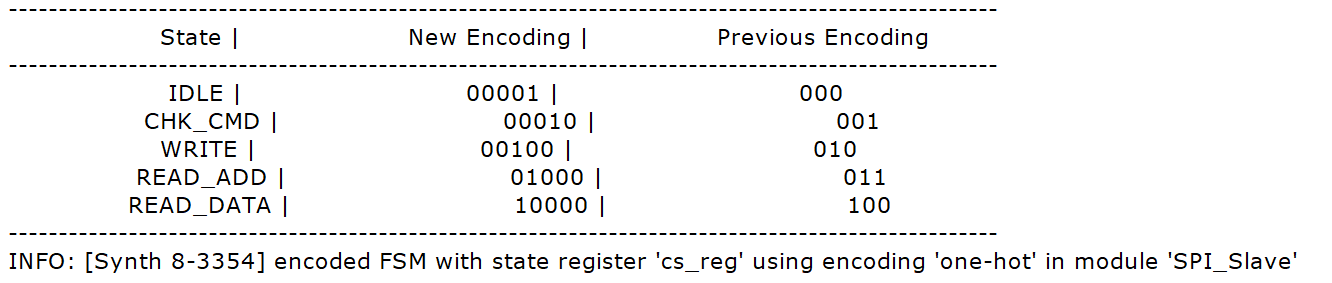 ---------------------------------------------------------------------------------------------------
State | New Encoding | Previous Encoding
---------------------------------------------------------------------------------------------------
IDLE | 00001 | 000
CHK_CMD | 00010 | 001
WRITE | 00100 | 010
READ_ADD | 01000 | 011
READ_DATA | 10000 | 100
---------------------------------------------------------------------------------------------------
INFO: [Synth 8-3354] encoded FSM with state register 'cs_reg' using encoding 'one-hot' in module 'SPI_Slave'